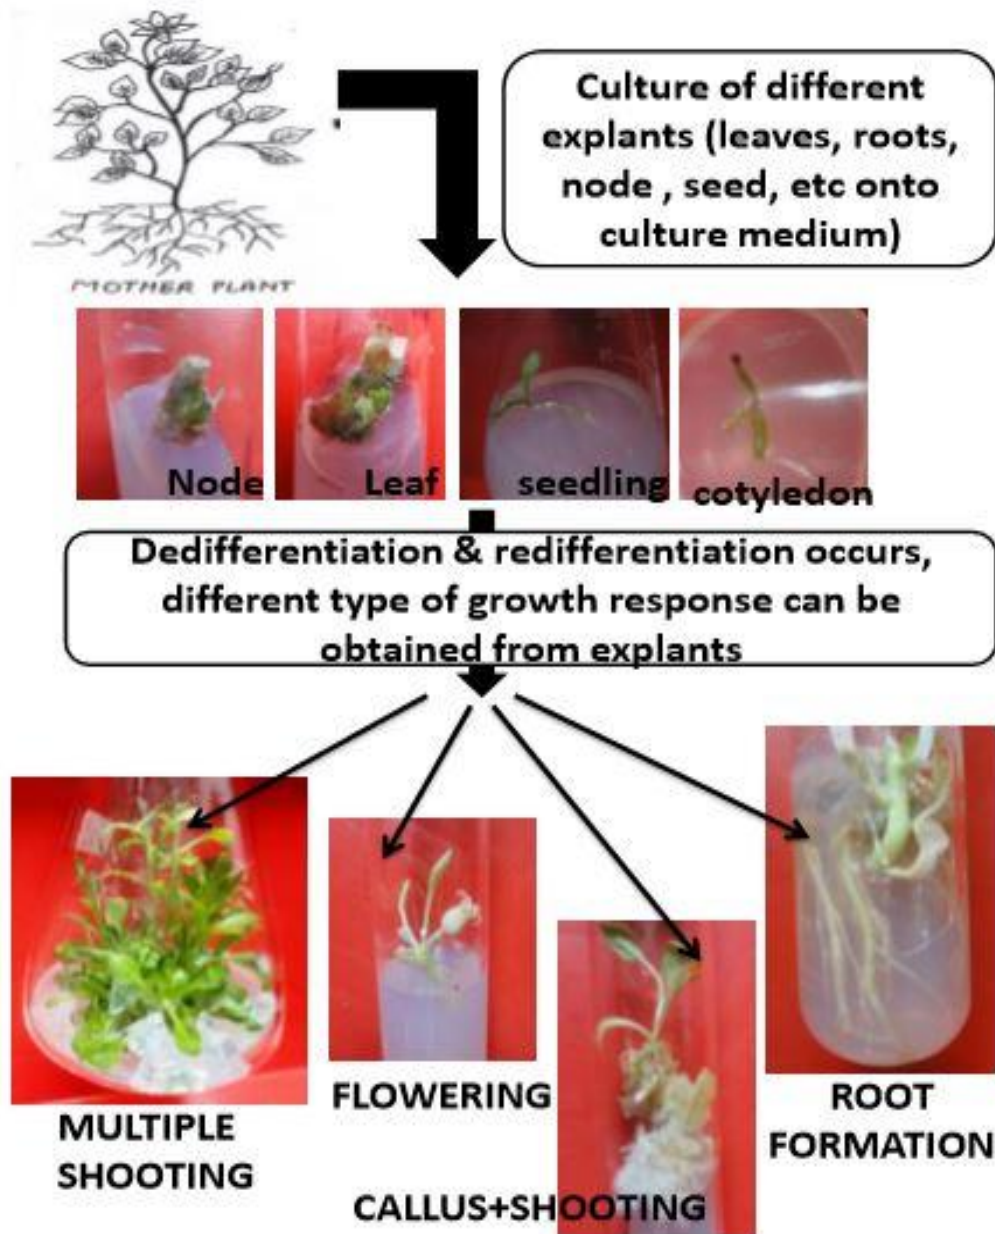 Culture of different
explants (leaves, roots,
node , seed, etc onto
culture medium)
MOTHER PLANT
Node
Leaf
seedling
cotyledon
Dedifferentiation & redifferentiation occurs,
different type of growth response can be
obtained from explants
MULTIPLE
SHOOTING
FLOWERING
CALLUS+SHOOTING
ROOT
FORMATION